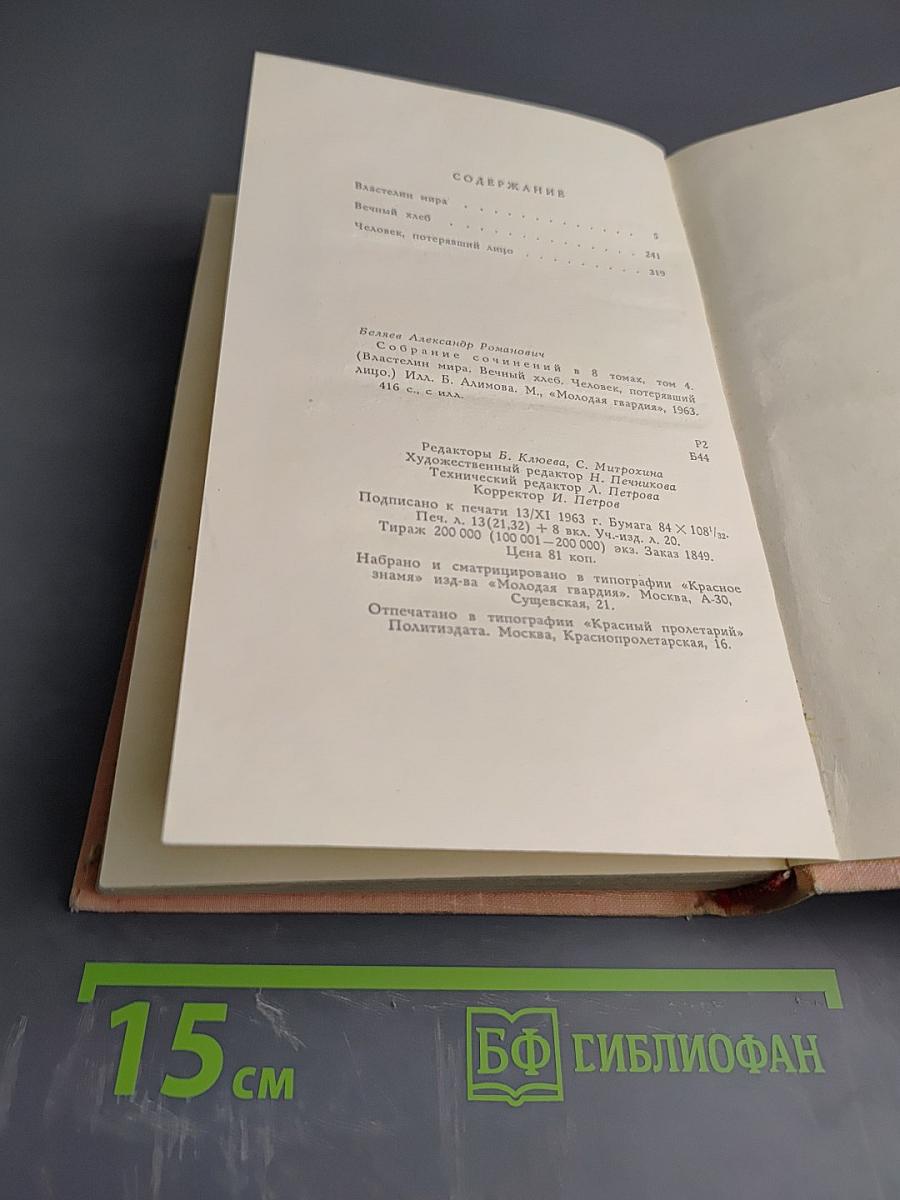 СОДЕРЖАНИЕ
Властелин мира . . . . . . . . . . . 5
Вечный хлеб . . . . . . . . . . . . 241
Человек, потерявший лицо . . . . . . . . . 319
Беляев Александр Романович
Собрание сочинений в 8 томах, том 4.
(Властелин мира. Вечный хлеб. Человек, потерявший
лицо.) Илл. Б. Алимова. М., «Молодая гвардия», 1963.
416 с., с илл.
Р2
Б44
Редакторы Б. Клюева, С. Митрохина
Художественный редактор Н. Печникова
Технический редактор Л. Петрова
Корректор И. Петров
Подписано к печати 13/XI 1963 г. Бумага 84 × 108¹/₃₂.
Печ. л. 13(21,32) + 8 вкл. Уч.-изд. л. 20.
Тираж 200 000 (100 001—200 000) экз. Заказ 1849.
Цена 81 коп.
Набрано и сматрицировано в типографии «Красное
знамя» изд-ва «Молодая гвардия». Москва, А-30,
Сущевская, 21.
Отпечатано в типографии «Красный пролетарий»
Политиздата. Москва, Краснопролетарская, 16.
15 см
БФ БИБЛИОФАН